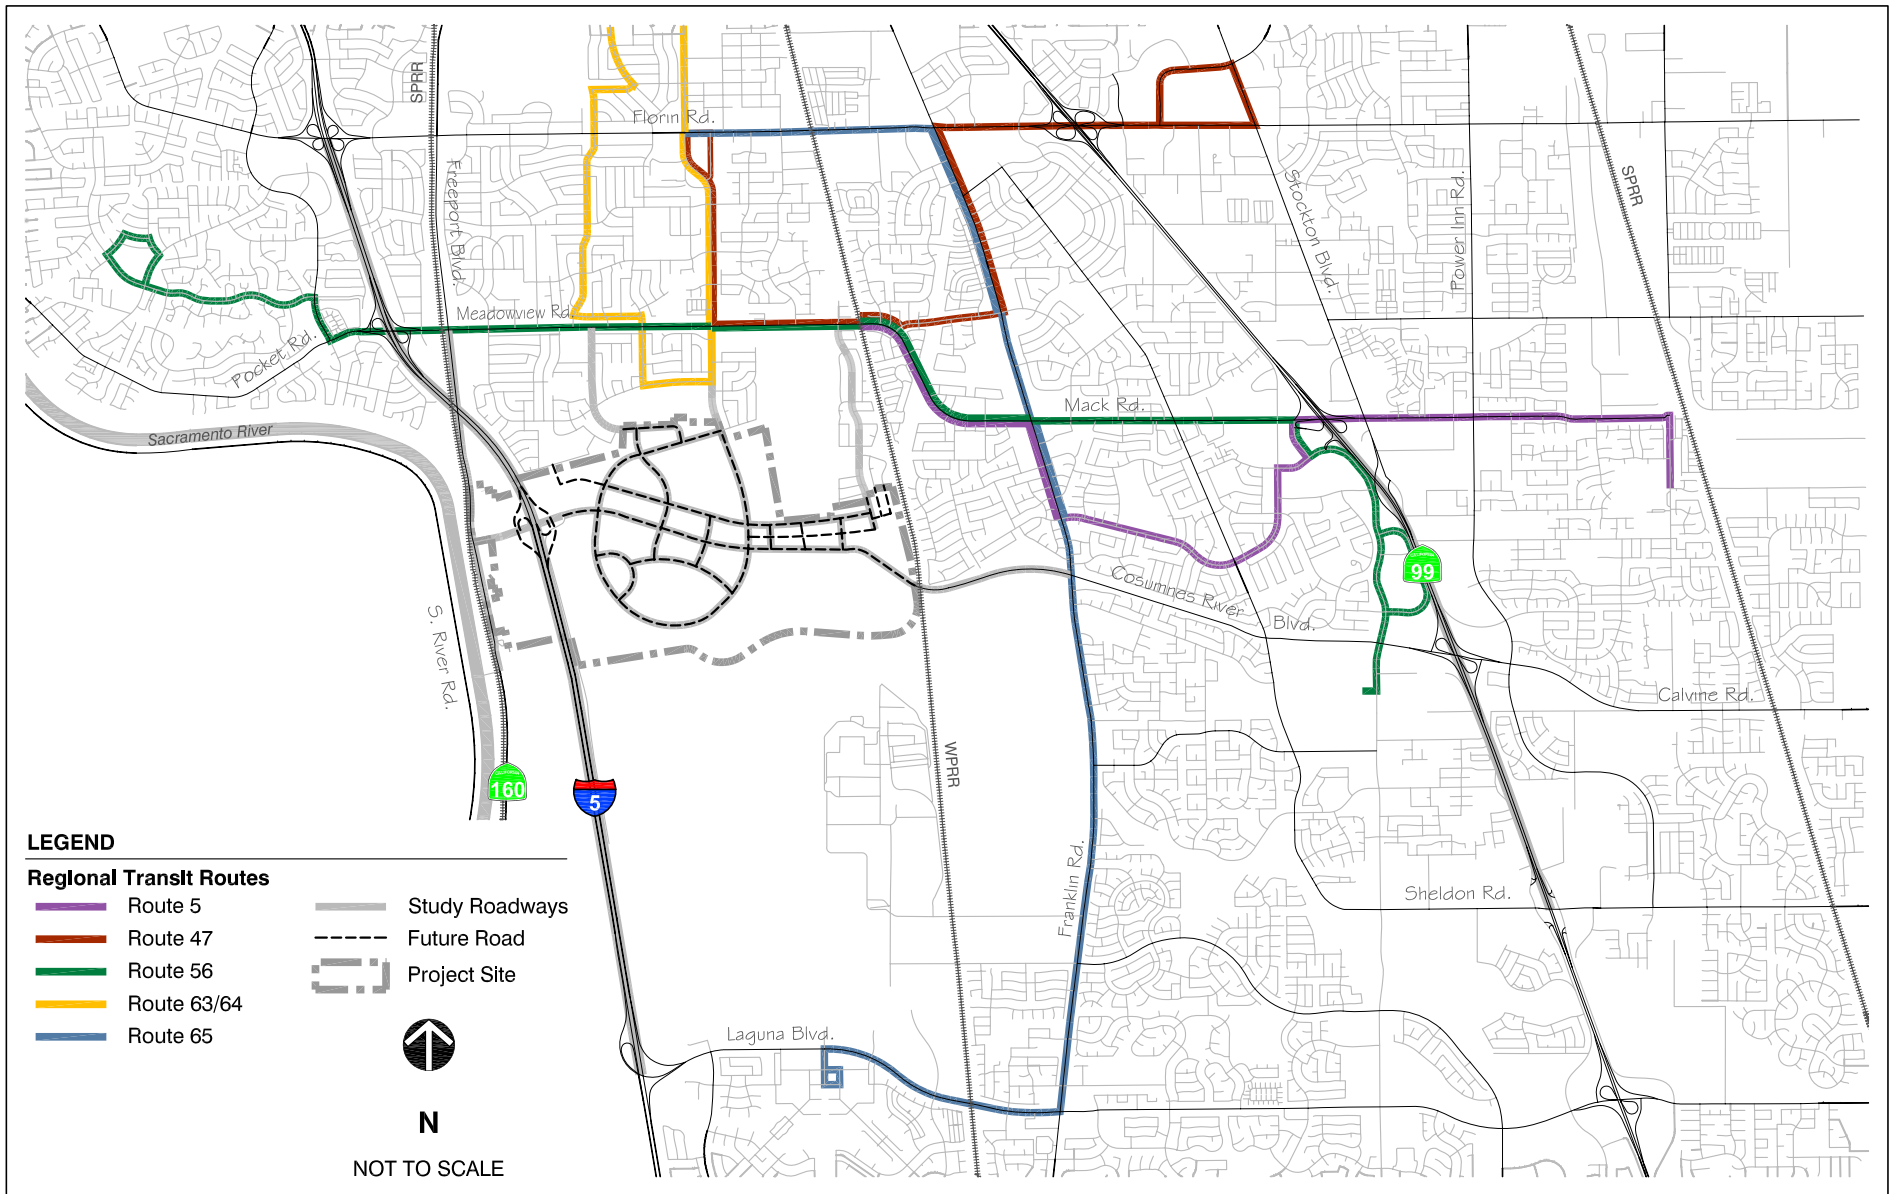 SPRR
Florin Rd.
Freeport Blvd.
Stockton Blvd.
Power Inn Rd.
SPRR
Meadowview Rd.
Pocket Rd.
Mack Rd.
Sacramento River
99
Cosumnes River
Blvd.
S. River Rd.
Calvine Rd.
WPRR
160
5
Franklin Rd.
Sheldon Rd.
Laguna Blvd.
LEGEND
Regional Transit Routes
Route 5
Route 47
Route 56
Route 63/64
Route 65
Study Roadways
Future Road
Project Site
N
NOT TO SCALE